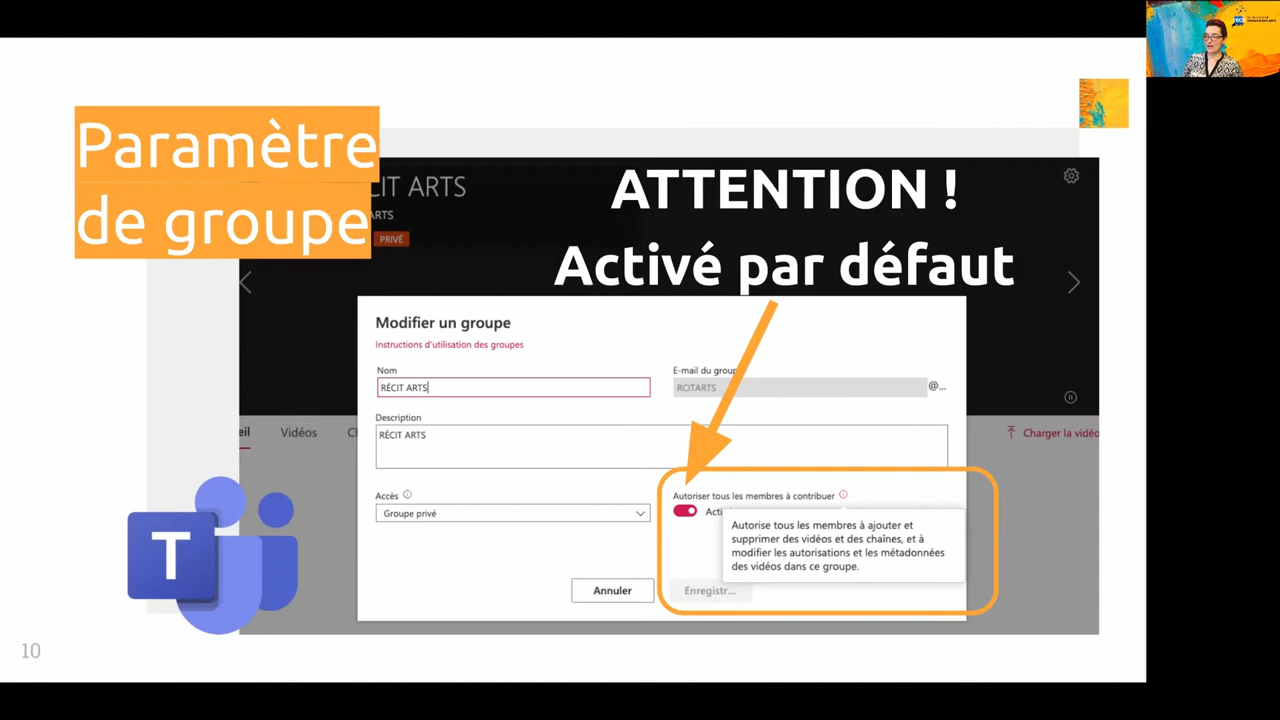 Paramètre
de groupe
CIT ARTS
ARTS
PRIVÉ
ATTENTION !
Activé par défaut
Modifier un groupe
Instructions d'utilisation des groupes
Nom
RÉCIT ARTS
E-mail du group
RCITARTS
@...
Description
RÉCIT ARTS
eil
Vidéos
Ch
Charger la vidéo
Accès
Groupe privé
Autoriser tous les membres à contribuer
Acti
Autorise tous les membres à ajouter et
supprimer des vidéos et des chaînes, et à
modifier les autorisations et les métadonnées
des vidéos dans ce groupe.
Annuler
Enregistr...
T
10